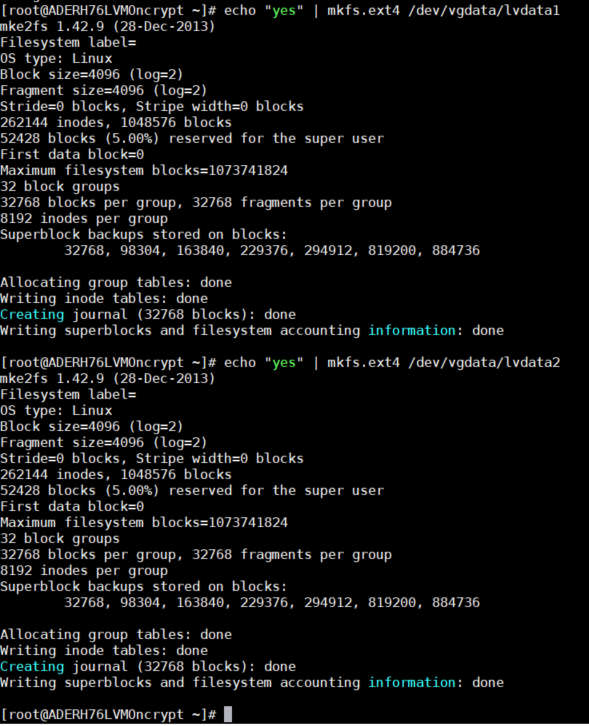 [root@ADERH76LVMOncrypt ~]# echo "yes" | mkfs.ext4 /dev/vgdata/lvdata1
mke2fs 1.42.9 (28-Dec-2013)
Filesystem label=
OS type: Linux
Block size=4096 (log=2)
Fragment size=4096 (log=2)
Stride=0 blocks, Stripe width=0 blocks
262144 inodes, 1048576 blocks
52428 blocks (5.00%) reserved for the super user
First data block=0
Maximum filesystem blocks=1073741824
32 block groups
32768 blocks per group, 32768 fragments per group
8192 inodes per group
Superblock backups stored on blocks:
        32768, 98304, 163840, 229376, 294912, 819200, 884736

Allocating group tables: done
Writing inode tables: done
Creating journal (32768 blocks): done
Writing superblocks and filesystem accounting information: done

[root@ADERH76LVMOncrypt ~]# echo "yes" | mkfs.ext4 /dev/vgdata/lvdata2
mke2fs 1.42.9 (28-Dec-2013)
Filesystem label=
OS type: Linux
Block size=4096 (log=2)
Fragment size=4096 (log=2)
Stride=0 blocks, Stripe width=0 blocks
262144 inodes, 1048576 blocks
52428 blocks (5.00%) reserved for the super user
First data block=0
Maximum filesystem blocks=1073741824
32 block groups
32768 blocks per group, 32768 fragments per group
8192 inodes per group
Superblock backups stored on blocks:
        32768, 98304, 163840, 229376, 294912, 819200, 884736

Allocating group tables: done
Writing inode tables: done
Creating journal (32768 blocks): done
Writing superblocks and filesystem accounting information: done

[root@ADERH76LVMOncrypt ~]#